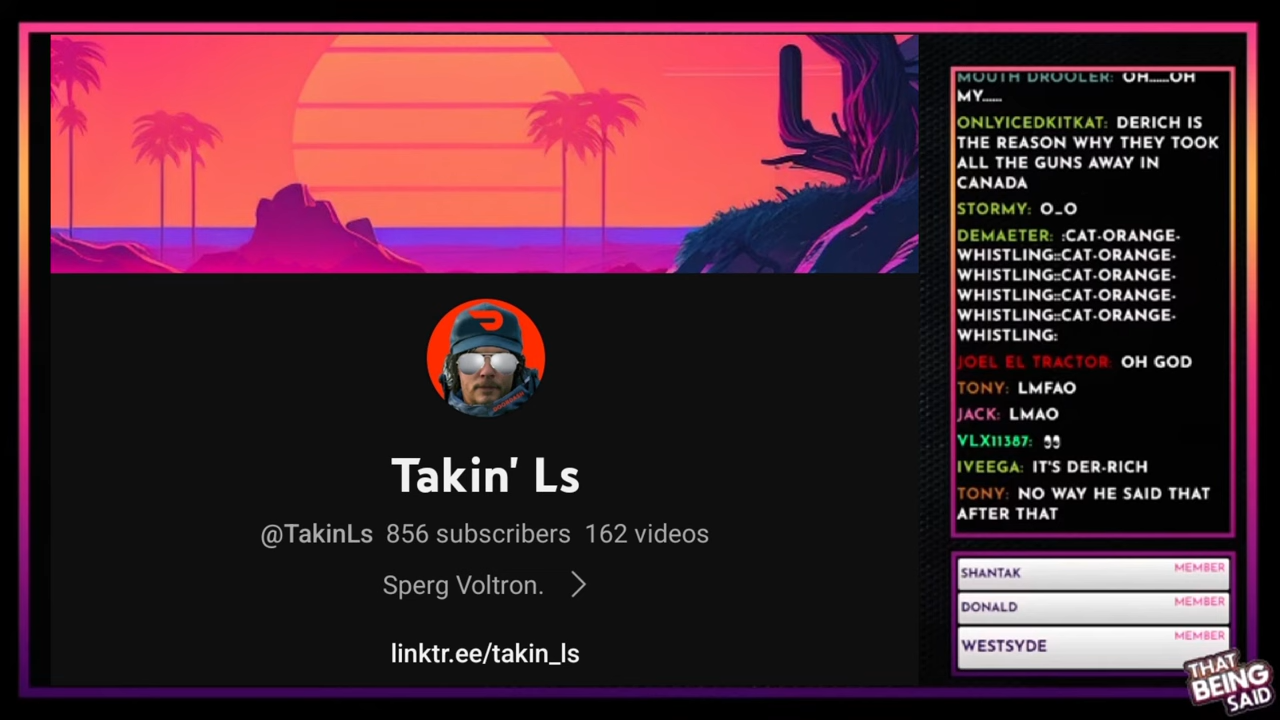 Takin' Ls
@TakinLs 856 subscribers 162 videos
Sperg Voltron.
linktr.ee/takin_ls
MOUTH DROOLER: OH......OH
MY......
ONLYICEDKITKAT: DERICH IS
THE REASON WHY THEY TOOK
ALL THE GUNS AWAY IN
CANADA
STORMY: O_O
DEMAETER: :CAT-ORANGE-
WHISTLING::CAT-ORANGE-
WHISTLING::CAT-ORANGE-
WHISTLING::CAT-ORANGE-
WHISTLING::CAT-ORANGE-
WHISTLING:
JOEL EL TRACTOR: OH GOD
TONY: LMFAO
JACK: LMAO
VLX11387: 👀
IVEEGA: IT'S DER-RICH
TONY: NO WAY HE SAID THAT
AFTER THAT
SHANTAK MEMBER
DONALD MEMBER
WESTSYDE MEMBER
THAT
BEING
SAID